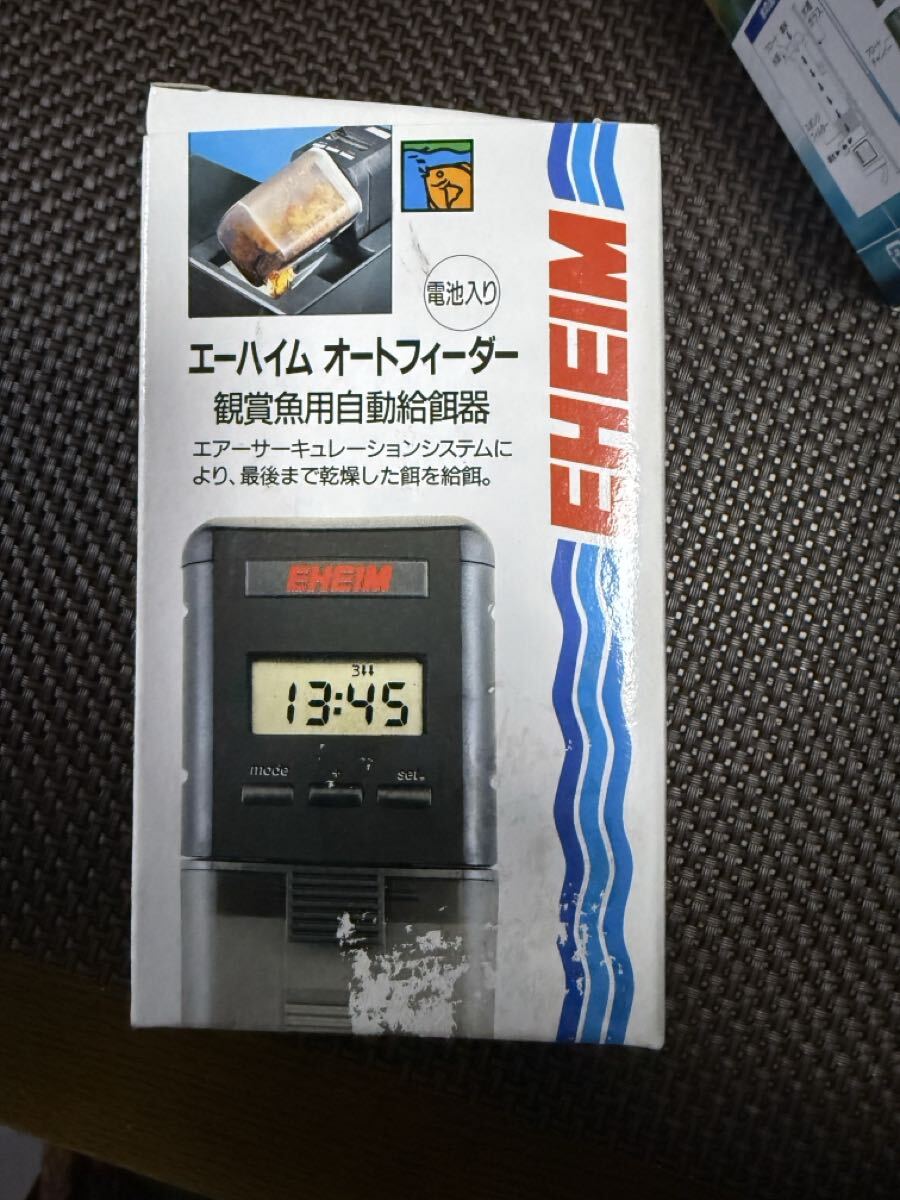 電池入り
エーハイム オートフィーダー
観賞魚用自動給餌器
エアーサーキュレーションシステムに
より、最後まで乾燥した餌を給餌。
EHEIM
EHEIM
3
13:45
mode + set